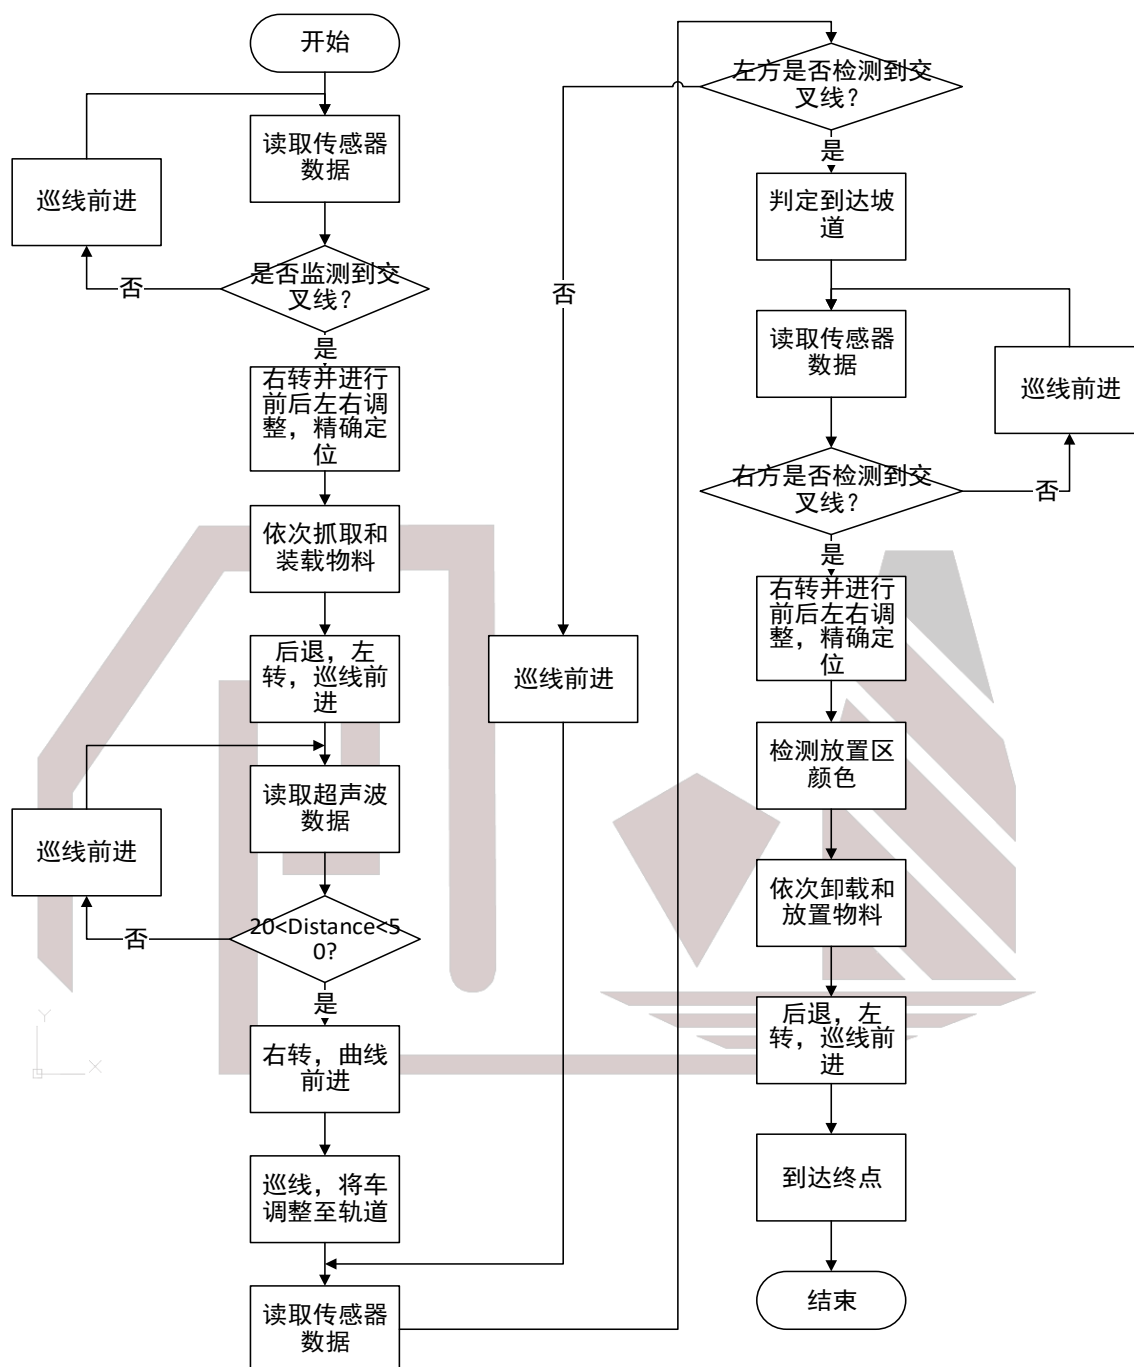 开始
读取传感器
数据
巡线前进
是否监测到交
叉线？
否
是
右转并进行
前后左右调
整，精确定
位
依次抓取和
装载物料
后退，左
转，巡线前
进
读取超声波
数据
巡线前进
20<Distance<5
0?
否
是
右转，曲线
前进
巡线，将车
调整至轨道
读取传感器
数据
左方是否检测到交
叉线？
否
巡线前进
是
判定到达坡
道
读取传感器
数据
巡线前进
右方是否检测到交
叉线？
否
是
右转并进行
前后左右调
整，精确定
位
检测放置区
颜色
依次卸载和
放置物料
后退，左
转，巡线前
进
到达终点
结束
Y
X